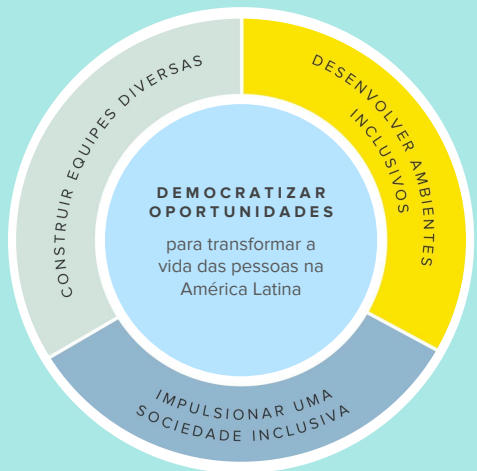 CONSTRUIR EQUIPES DIVERSAS
DESENVOLVER AMBIENTES
INCLUSIVOS
DEMOCRATIZAR
OPORTUNIDADES
para transformar a
vida das pessoas na
América Latina
IMPULSIONAR UMA
SOCIEDADE INCLUSIVA